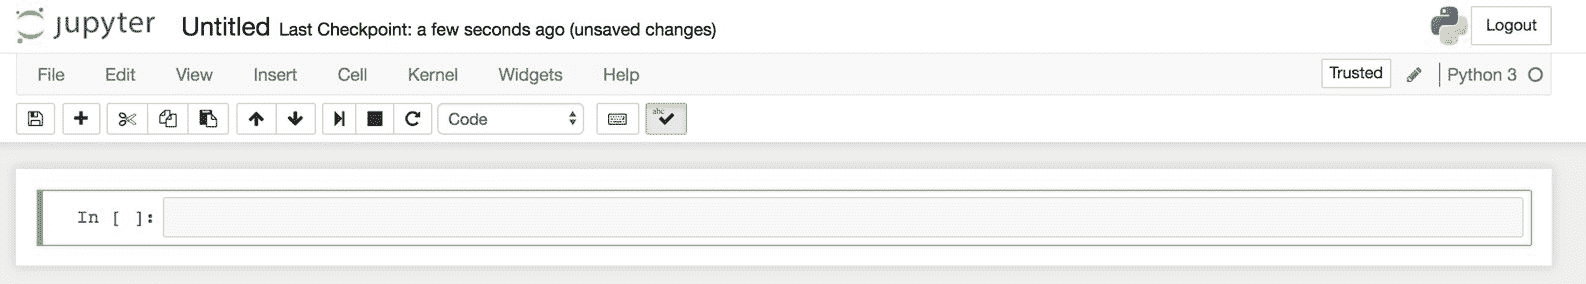 jupyter Untitled Last Checkpoint: a few seconds ago (unsaved changes) Logout
File Edit View Insert Cell Kernel Widgets Help Trusted Python 3
Code abc
In [ ]: